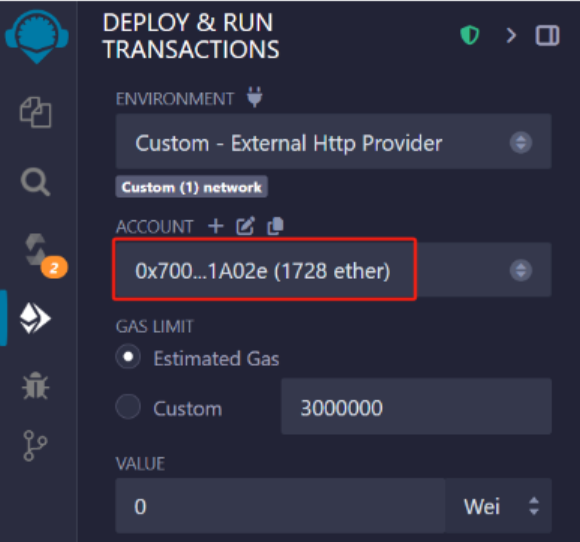 DEPLOY & RUN
TRANSACTIONS
ENVIRONMENT
Custom - External Http Provider
Custom (1) network
ACCOUNT
0x700...1A02e (1728 ether)
2
GAS LIMIT
Estimated Gas
Custom
3000000
VALUE
0
Wei